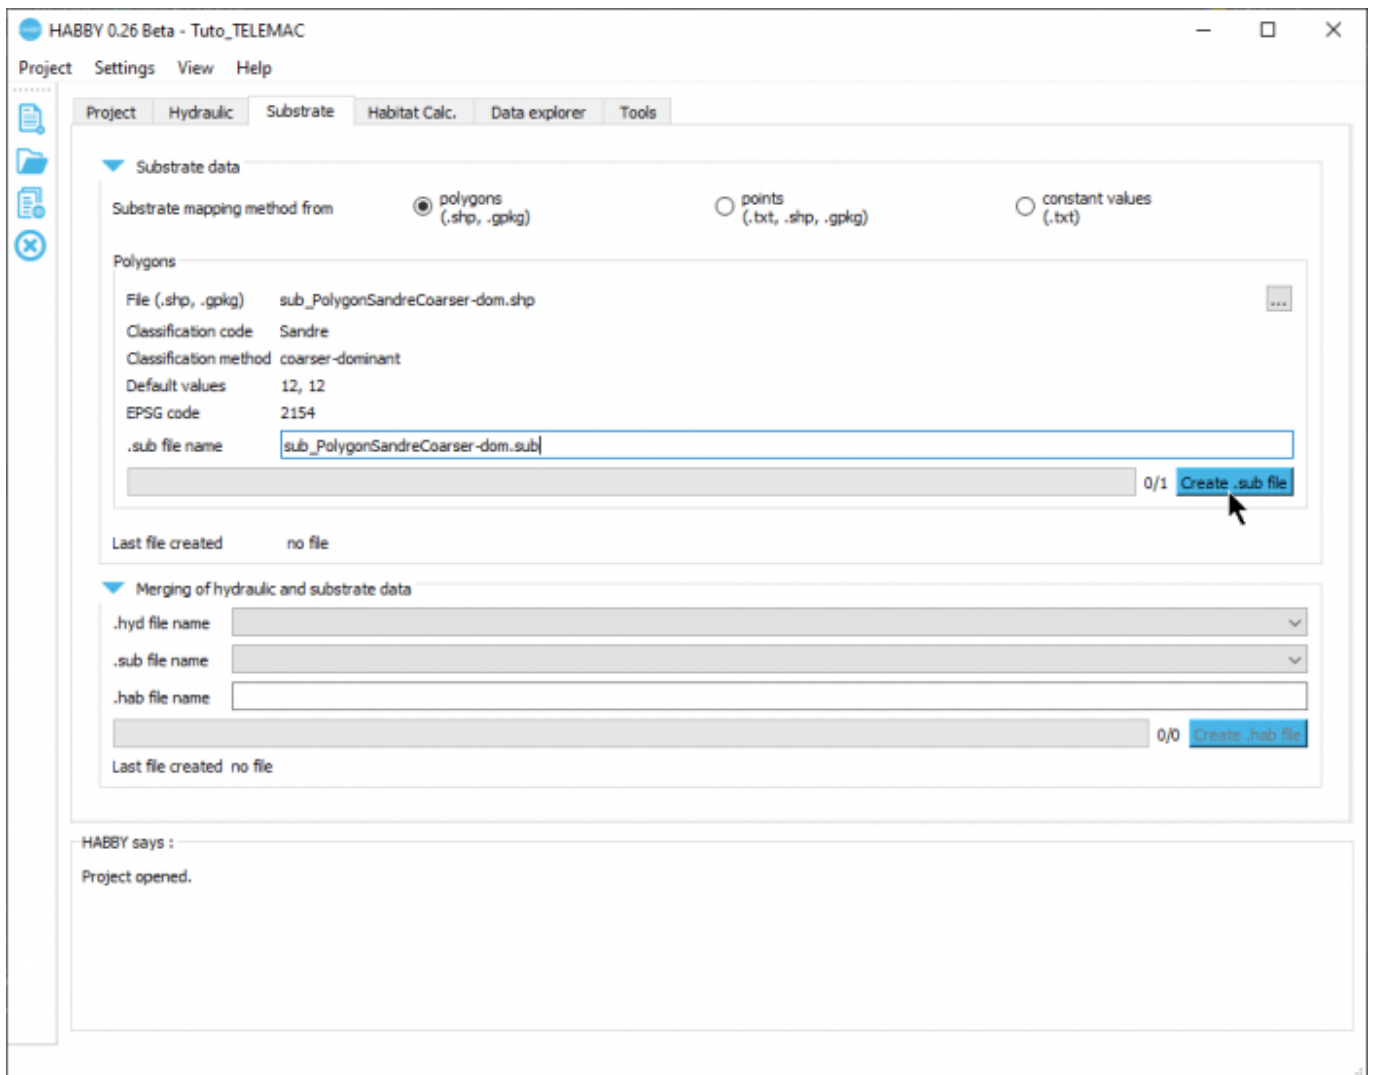 HABBY 0.26 Beta - Tuto_TELEMAC
Project Settings View Help
Project Hydraulic Substrate Habitat Calc. Data explorer Tools
Substrate data
Substrate mapping method from
polygons
(.shp, .gpkg)
points
(.txt, .shp, .gpkg)
constant values
(.txt)
Polygons
File (.shp, .gpkg) sub_PolygonSandreCoarser-dom.shp ...
Classification code Sandre
Classification method coarser-dominant
Default values 12, 12
EPSG code 2154
.sub file name sub_PolygonSandreCoarser-dom.sub
0/1 Create .sub file
Last file created no file
Merging of hydraulic and substrate data
.hyd file name
.sub file name
.hab file name
0/0 Create .hab file
Last file created no file
HABBY says :
Project opened.